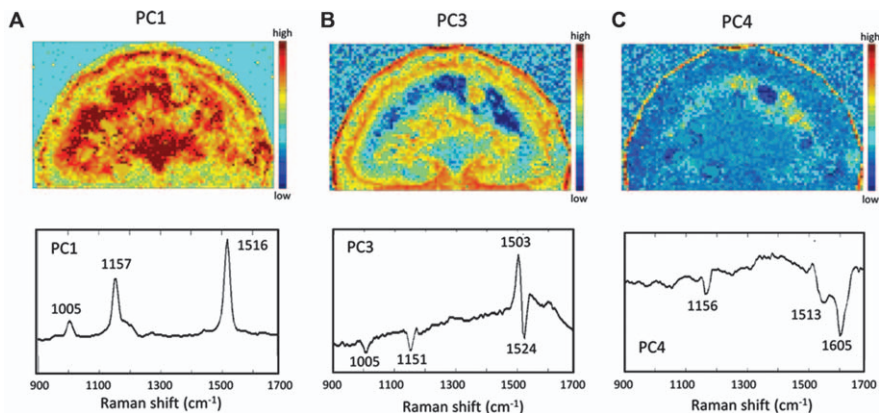 A
PC1
high
low
PC1
1005
1157
1516
900 1100 1300 1500 1700
Raman shift (cm⁻¹)
B
PC3
high
low
PC3
1503
1005
1151
1524
900 1100 1300 1500 1700
Raman shift (cm⁻¹)
C
PC4
high
low
1156
1513
PC4
1605
900 1100 1300 1500 1700
Raman shift (cm⁻¹)